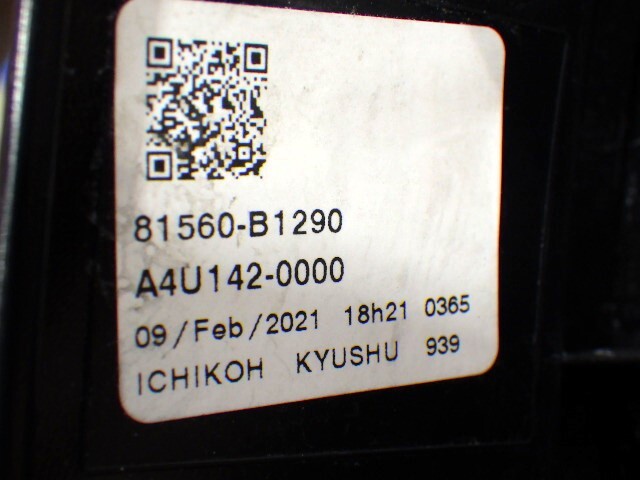 81560-B1290
A4U142-0000
09/Feb/2021 18h21 0365
ICHIKOH KYUSHU 939